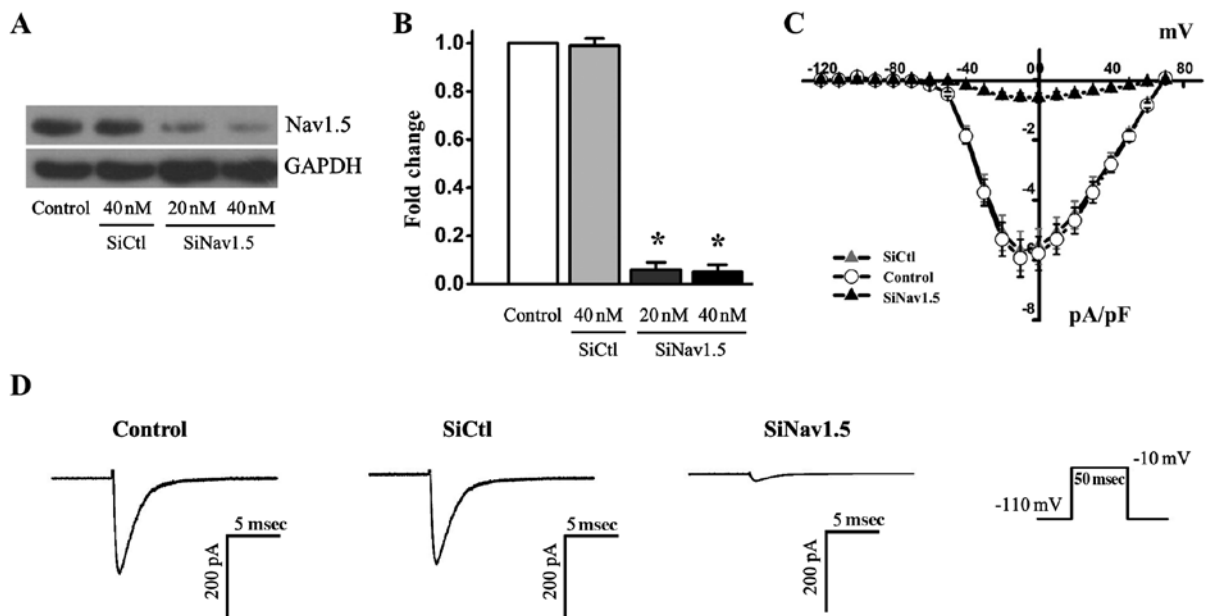 A
Nav1.5
GAPDH
Control 40 nM 20 nM 40 nM
SiCtl SiNav1.5
B
Fold change
1.0
0.8
0.6
0.4
0.2
0.0
* *
Control 40 nM 20 nM 40 nM
SiCtl SiNav1.5
C
mV
-120 -80 -40 0 0 40 80
-2
-4
-8
SiCtl
Control
SiNav1.5
pA/pF
D
Control SiCtl SiNav1.5
-10 mV
50 msec
-110 mV
5 msec 5 msec 5 msec
200 pA 200 pA 200 pA